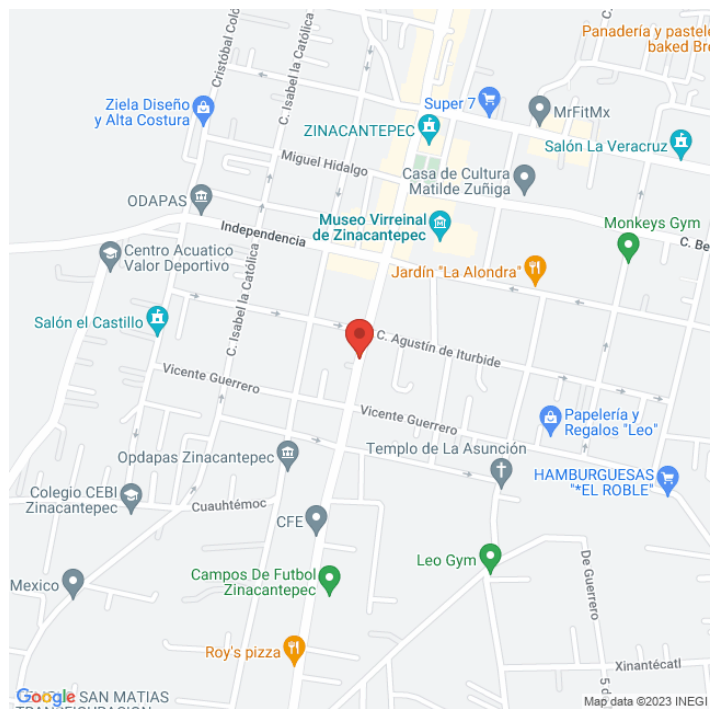 Panadería y pastele
baked Bre
Cristóbal Coló
C. Isabel la Católica
Super 7
Ziela Diseño
y Alta Costura
MrFitMx
ZINACANTEPEC
Salón La Veracruz
Miguel Hidalgo
Casa de Cultura
Matilde Zuñiga
ODAPAS
Museo Virreinal
de Zinacantepec
Monkeys Gym
Independencia
C. Be
Centro Acuatico
Valor Deportivo
Jardín "La Alondra"
C. Isabel la Católica
Salón el Castillo
C. Agustín de Iturbide
Vicente Guerrero
Vicente Guerrero
Papelería y
Regalos "Leo"
Templo de La Asunción
Opdapas Zinacantepec
HAMBURGUESAS
"*EL ROBLE"
Colegio CEBI
Zinacantepec
Cuauhtémoc
CFE
Leo Gym
De Guerrero
Campos De Futbol
Zinacantepec
Mexico
Roy's pizza
Xinantécatl
5 d
Google
SAN MATIAS
Map data ©2023 INEGI